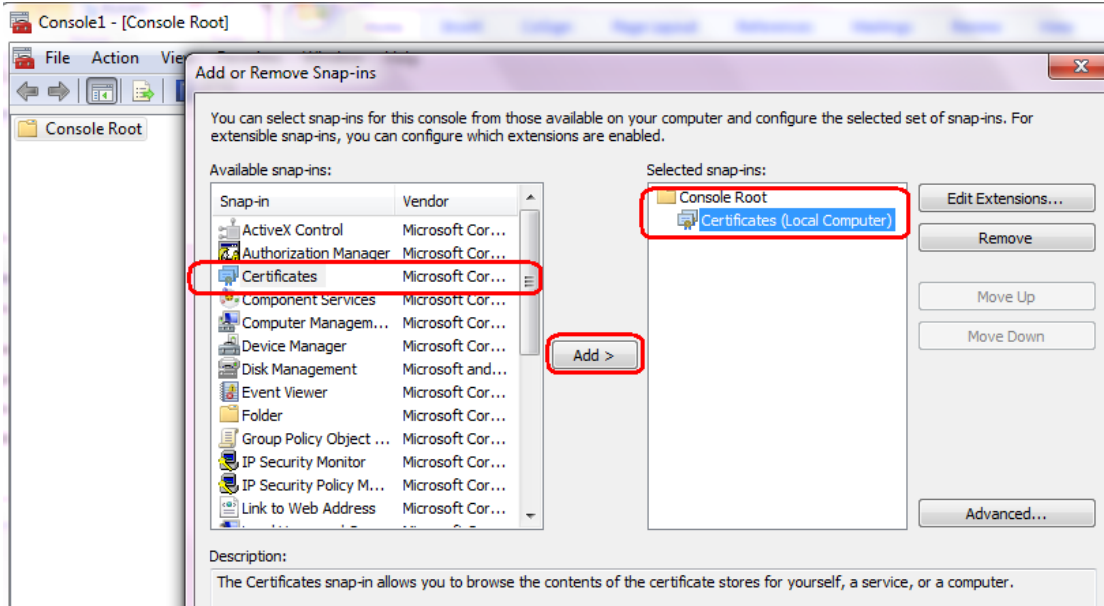 Console1 - [Console Root]
File Action
Add or Remove Snap-ins
Console Root
You can select snap-ins for this console from those available on your computer and configure the selected set of snap-ins. For
extensible snap-ins, you can configure which extensions are enabled.
Available snap-ins:
Snap-in Vendor
ActiveX Control Microsoft Cor...
Authorization Manager Microsoft Cor...
Certificates Microsoft Cor...
Component Services Microsoft Cor...
Computer Managem... Microsoft Cor...
Device Manager Microsoft Cor...
Disk Management Microsoft and...
Event Viewer Microsoft Cor...
Folder Microsoft Cor...
Group Policy Object ... Microsoft Cor...
IP Security Monitor Microsoft Cor...
IP Security Policy M... Microsoft Cor...
Link to Web Address Microsoft Cor...
Add >
Selected snap-ins:
Console Root
Certificates (Local Computer)
Edit Extensions...
Remove
Move Up
Move Down
Advanced...
Description:
The Certificates snap-in allows you to browse the contents of the certificate stores for yourself, a service, or a computer.